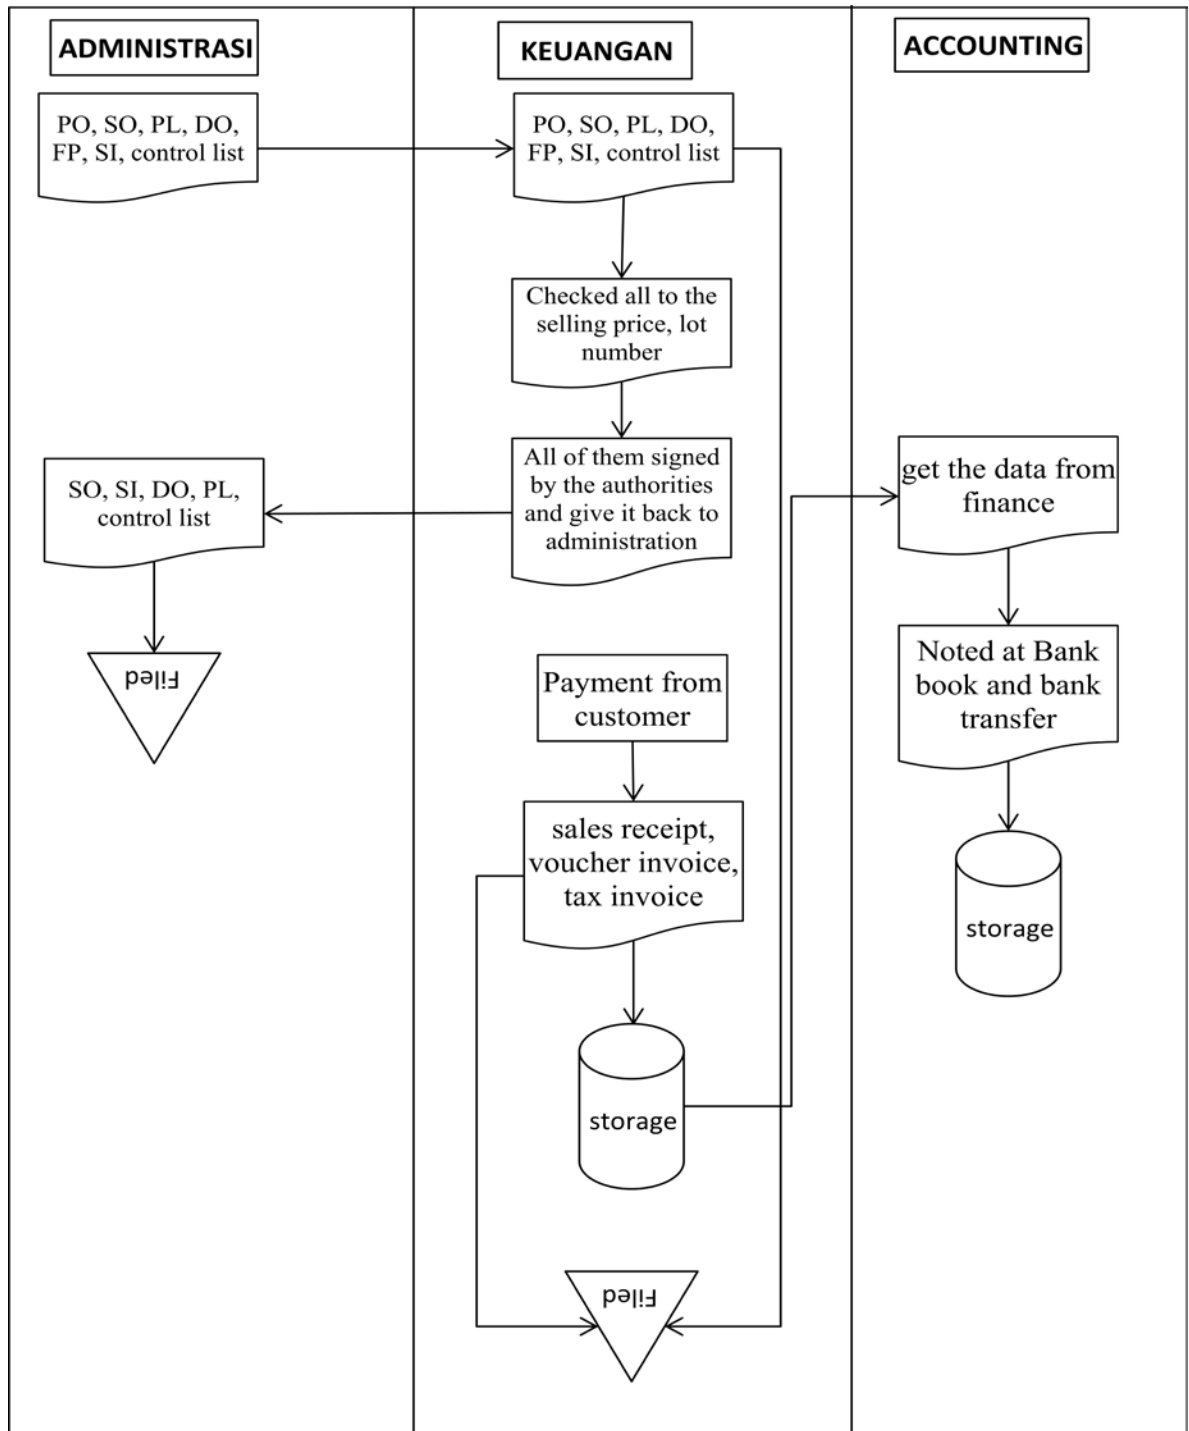 ADMINISTRASI
KEUANGAN
ACCOUNTING
PO, SO, PL, DO,
FP, SI, control list
PO, SO, PL, DO,
FP, SI, control list
Checked all to the
selling price, lot
number
All of them signed
by the authorities
and give it back to
administration
SO, SI, DO, PL,
control list
Filed
get the data from
finance
Noted at Bank
book and bank
transfer
storage
Payment from
customer
sales receipt,
voucher invoice,
tax invoice
storage
Filed